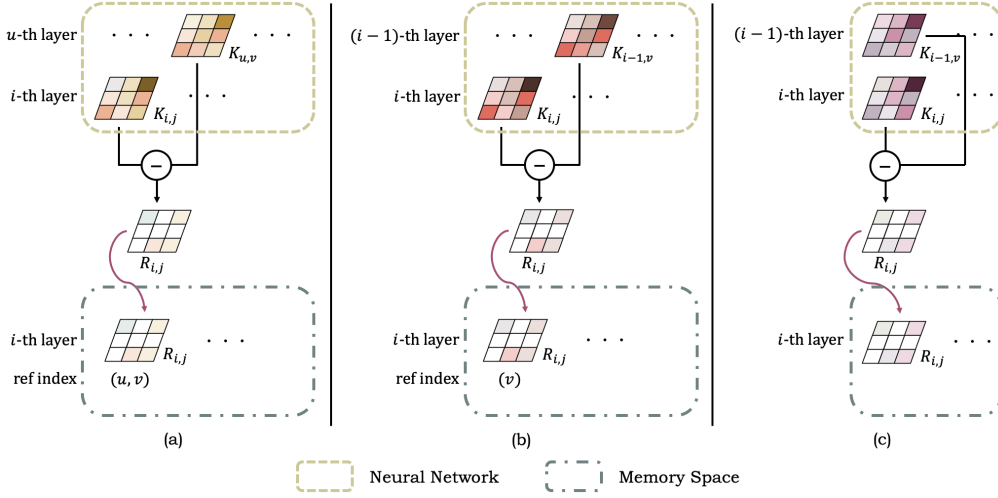 u-th layer
· · ·
K_{u,v}
· · ·
i-th layer
K_{i,j}
· · ·
−
R_{i,j}
i-th layer
R_{i,j}
· · ·
ref index
(u, v)
(a)
(i − 1)-th layer
· · ·
K_{i−1,v}
· · ·
i-th layer
K_{i,j}
· · ·
−
R_{i,j}
i-th layer
R_{i,j}
· · ·
ref index
(v)
(b)
(i − 1)-th layer
K_{i−1,v}
· · ·
i-th layer
K_{i,j}
· · ·
−
R_{i,j}
i-th layer
R_{i,j}
· · ·
(c)
Neural Network
Memory Space